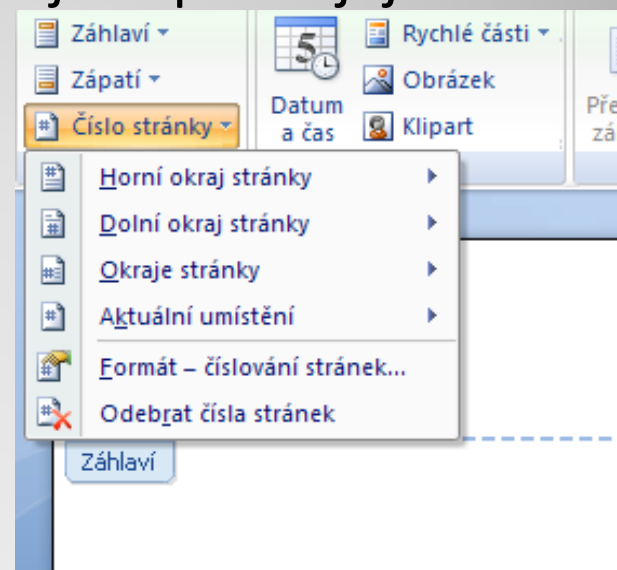 Záhlaví
Zápatí
Číslo stránky
5
Datum
a čas
Rychlé části
Obrázek
Klipart
Horní okraj stránky
Dolní okraj stránky
Okraje stránky
Aktuální umístění
Formát – číslování stránek...
Odebrat čísla stránek
Záhlaví